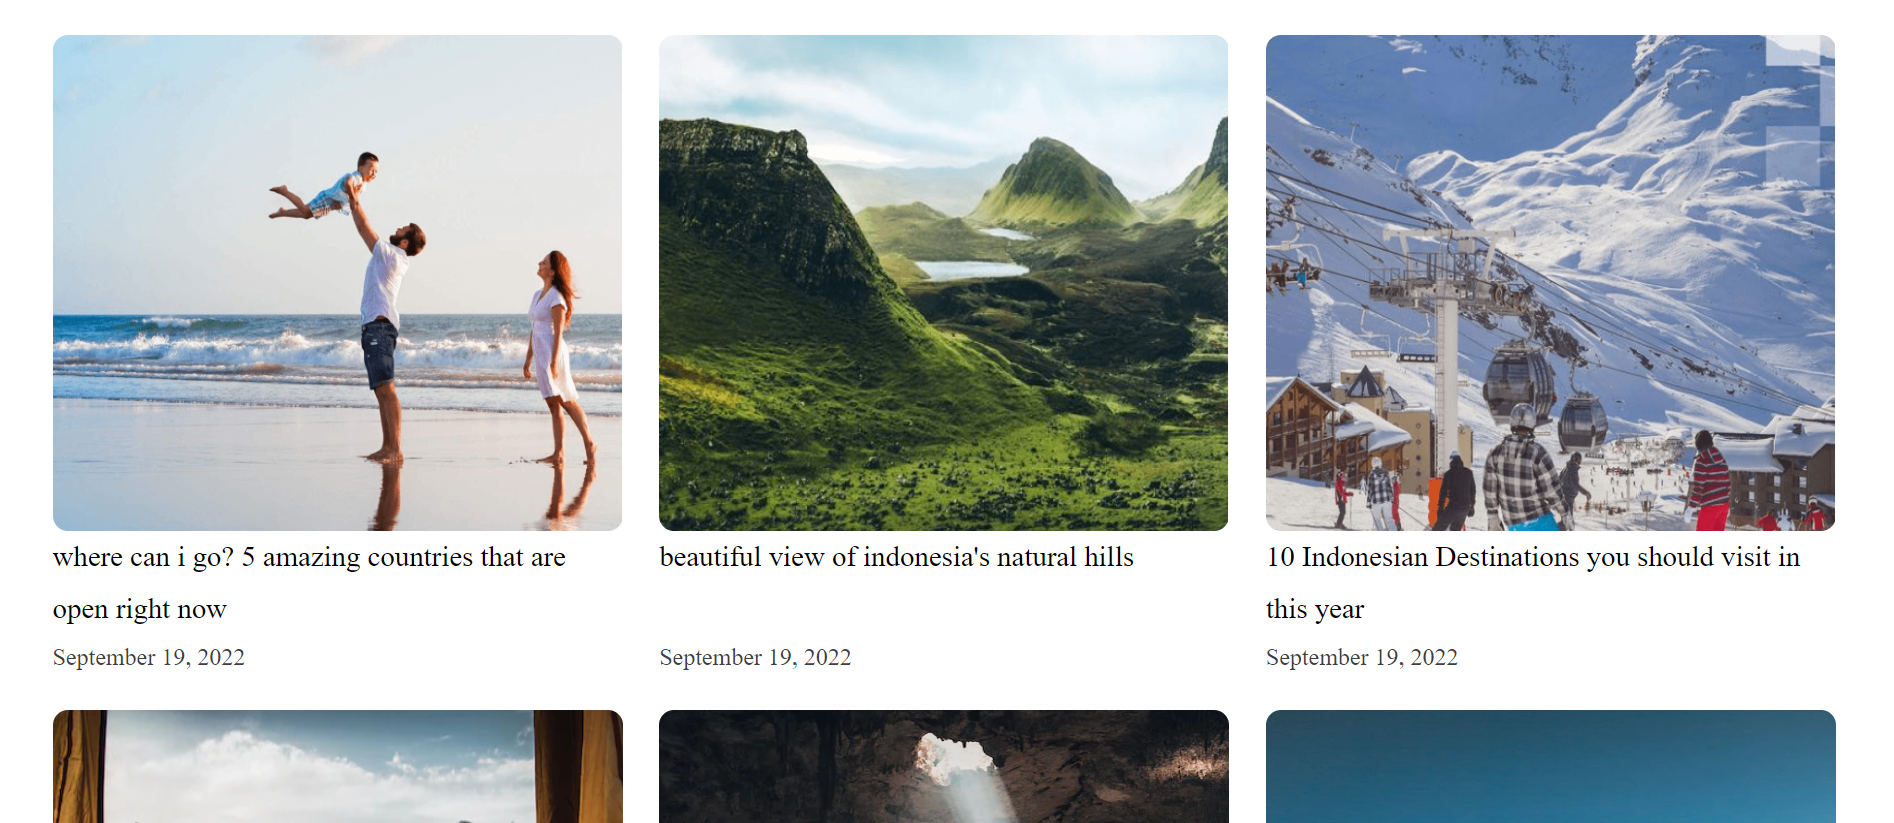 where can i go? 5 amazing countries that are
open right now
September 19, 2022
beautiful view of indonesia's natural hills
September 19, 2022
10 Indonesian Destinations you should visit in
this year
September 19, 2022